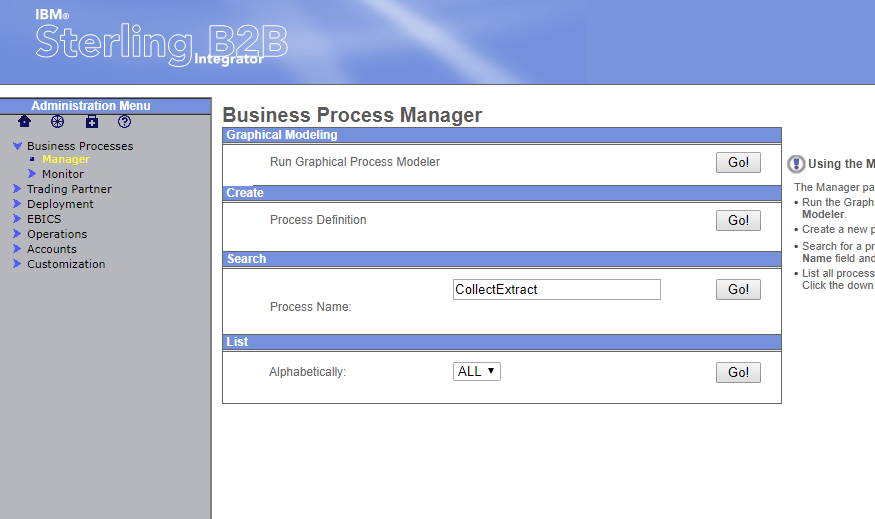 IBM®
Sterling B2B
Integrator
Administration Menu
Business Processes
Manager
Monitor
Trading Partner
Deployment
EBICS
Operations
Accounts
Customization
Business Process Manager
Graphical Modeling
Run Graphical Process Modeler
Go!
Create
Process Definition
Go!
Search
CollectExtract
Go!
Process Name:
List
Alphabetically:
ALL
Go!
Using the M
The Manager pa
• Run the Graph
Modeler.
• Create a new p
• Search for a pr
Name field and
• List all process
Click the down